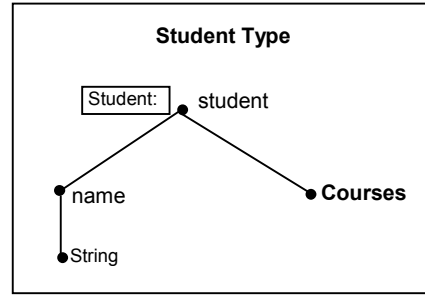 Student Type
Student: student
name
Courses
String